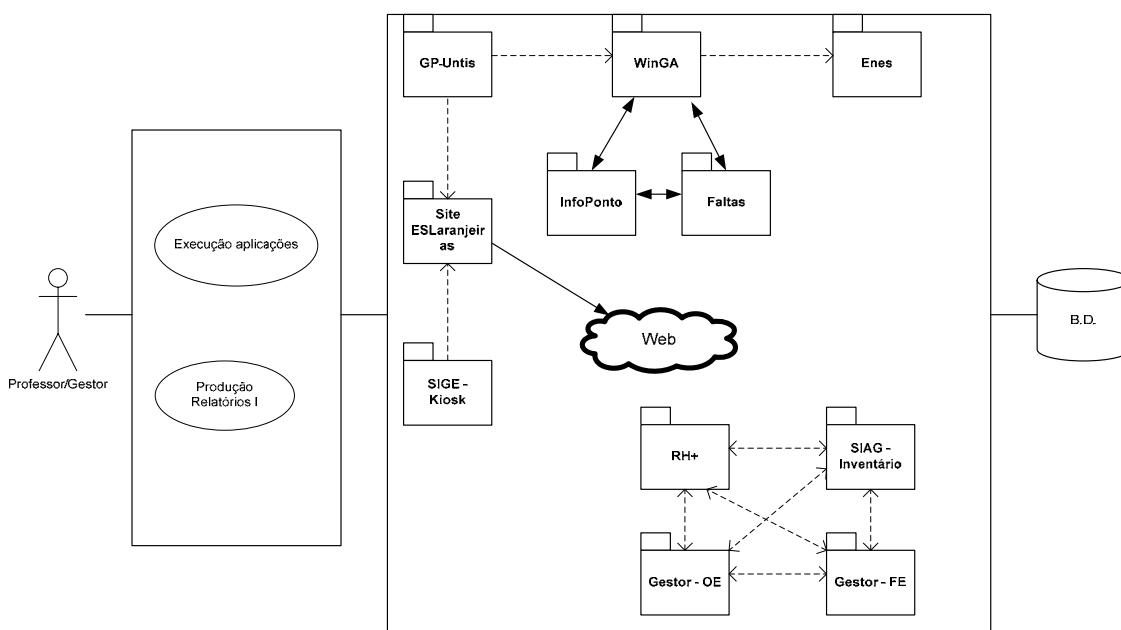 GP-Untis
WinGA
Enes
InfoPonto
Faltas
Site
ESLaranjeir
as
Execução aplicações
Web
B.D.
Professor/Gestor
SIGE -
Kiosk
Produção
Relatórios I
RH+
SIAG -
Inventário
Gestor - OE
Gestor - FE